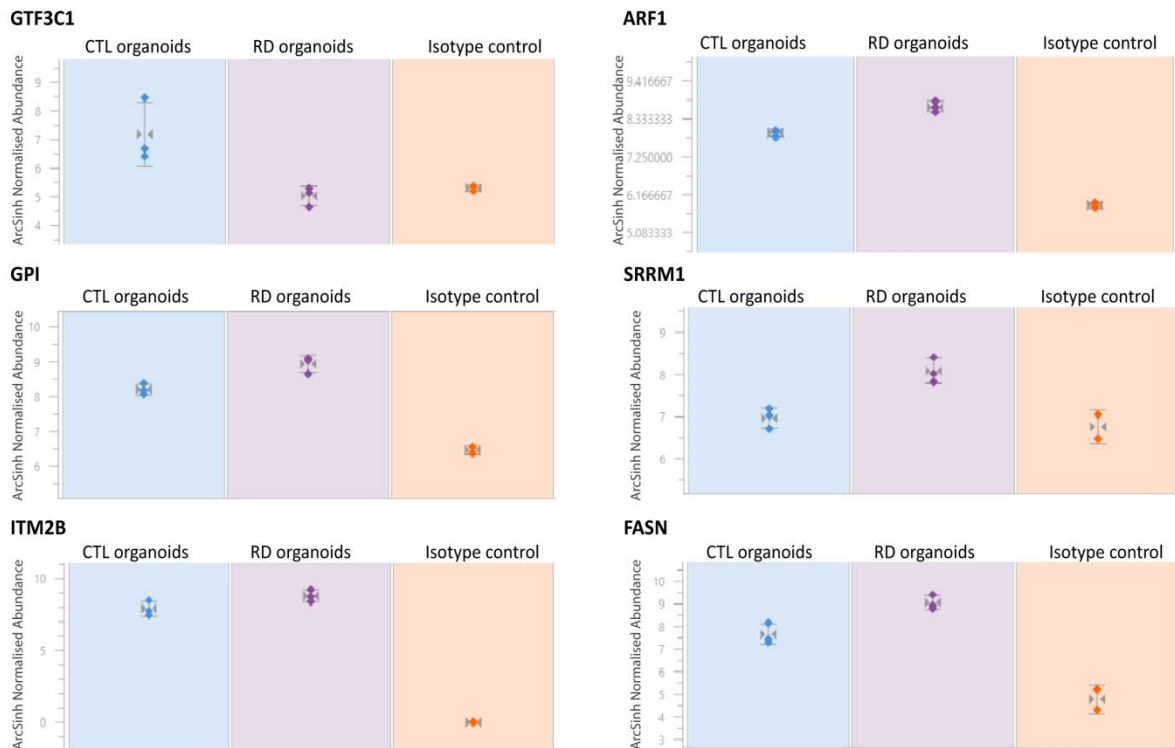 GTF3C1
CTL organoids RD organoids Isotype control
ArcSinh Normalised Abundance
9
8
7
6
5
4
ARF1
CTL organoids RD organoids Isotype control
ArcSinh Normalised Abundance
9.416667
8.333333
7.250000
6.166667
5.083333
GPI
CTL organoids RD organoids Isotype control
ArcSinh Normalised Abundance
10
9
8
7
6
SRRM1
CTL organoids RD organoids Isotype control
ArcSinh Normalised Abundance
9
8
7
6
ITM2B
CTL organoids RD organoids Isotype control
ArcSinh Normalised Abundance
10
0
FASN
CTL organoids RD organoids Isotype control
ArcSinh Normalised Abundance
10
9
8
7
6
5
4
3